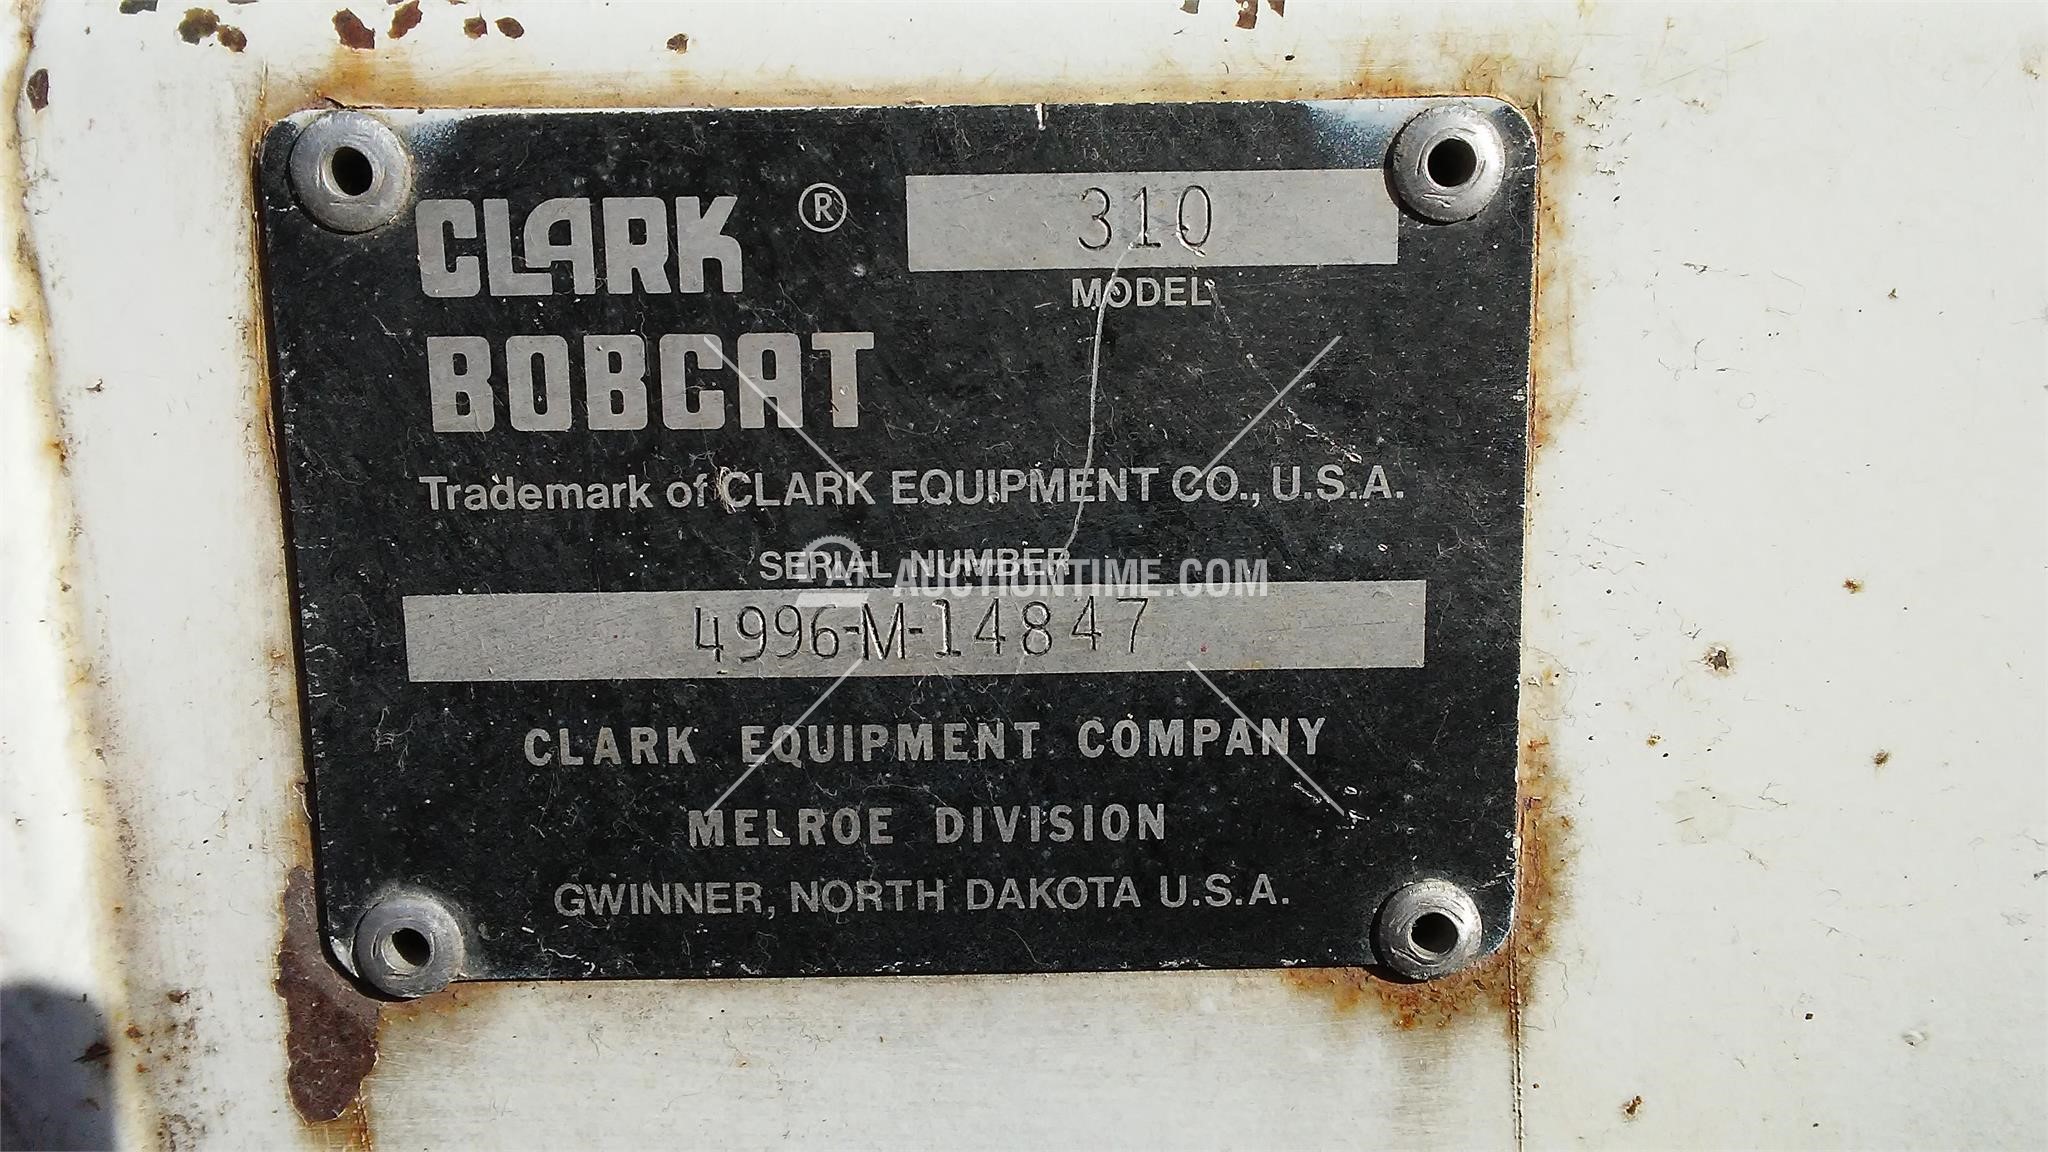 CLARK ® 310
MODEL
BOBCAT
Trademark of CLARK EQUIPMENT CO., U.S.A.
SERIAL NUMBER
AUCTIONTIME.COM
4996-M-14847
CLARK EQUIPMENT COMPANY
MELROE DIVISION
GWINNER, NORTH DAKOTA U.S.A.